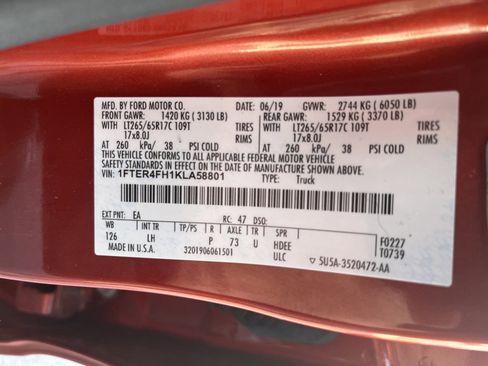 MFG. BY FORD MOTOR CO. DATE: 06/19 GVWR: 2744 KG ( 6050 LB)
FRONT GAWR: 1420 KG ( 3130 LB) REAR GAWR: 1529 KG ( 3370 LB)
WITH LT265/65R17C 109T TIRES WITH LT265/65R17C 109T TIRES
17x8.0J RIMS 17x8.0J RIMS
AT 260 kPa/ 38 PSI COLD AT 260 kPa/ 38 PSI COLD
THIS VEHICLE CONFORMS TO ALL APPLICABLE FEDERAL MOTOR VEHICLE
SAFETY STANDARDS IN EFFECT ON THE DATE OF MANUFACTURE SHOWN ABOVE.
VIN: 1FTER4FH1KLA58801 TYPE: Truck
EXT PNT: EA RC: 47 DSO:
WB INT TR TP/PS R AXLE TR SPR F0227
126 LH P 73 U HDEE T0739
MADE IN U.S.A. 3201906061501 ULC ▽ 5U5A-3520472-AA